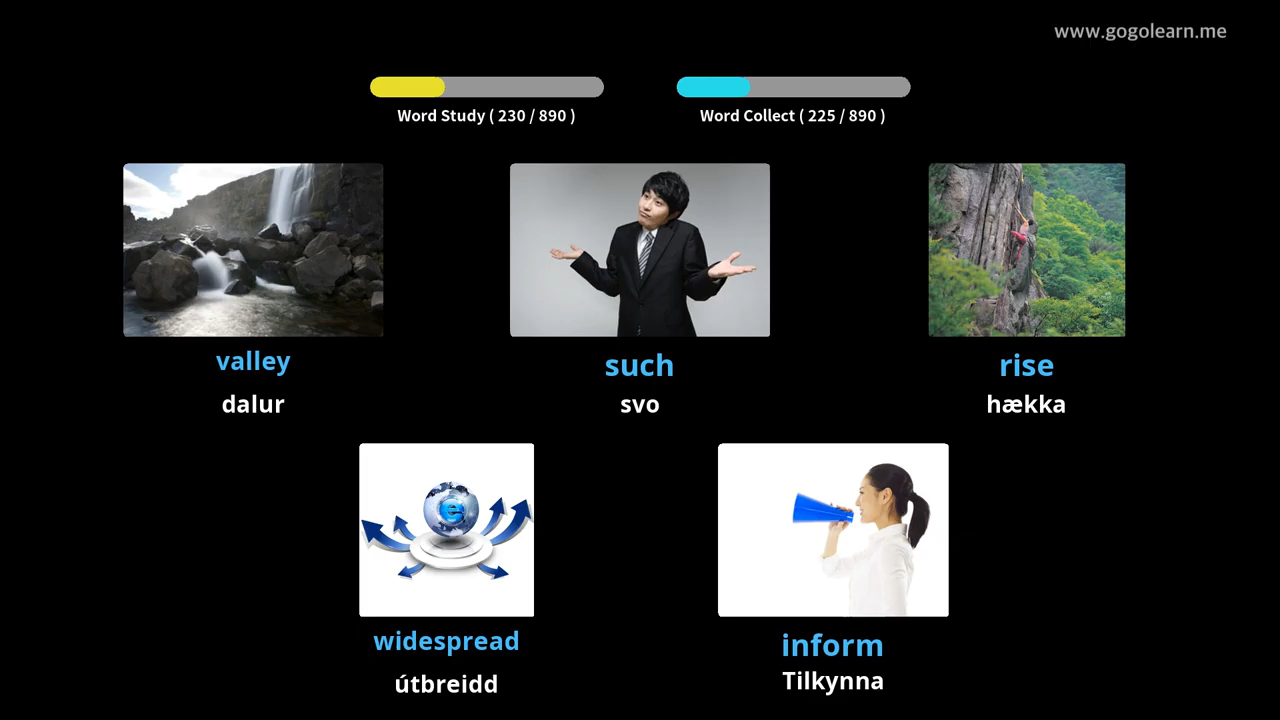 www.gogolearn.me
Word Study ( 230 / 890 )
Word Collect ( 225 / 890 )
valley
dalur
such
svo
rise
hækka
e
widespread
útbreidd
inform
Tilkynna